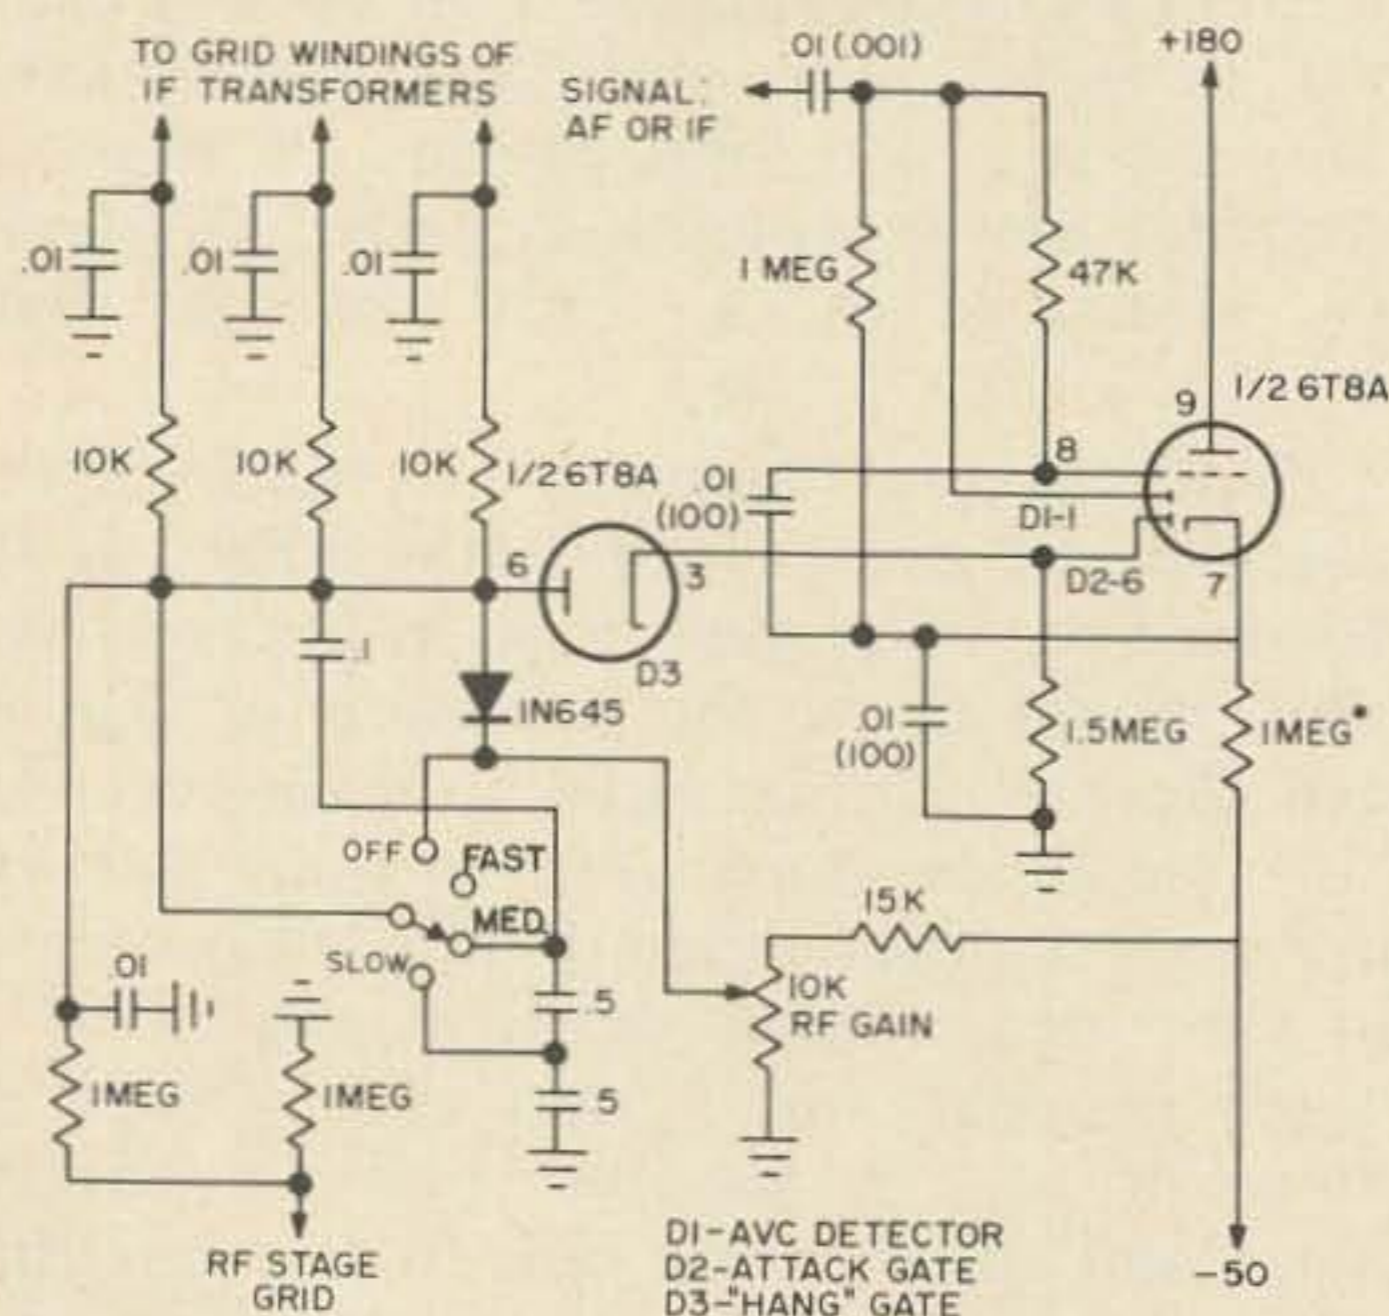 TO GRID WINDINGS OF
IF TRANSFORMERS
SIGNAL:
AF OR IF
.01 (.001)
+180
.01
.01
.01
1 MEG
47K
1/2 6T8A
9
8
10K
10K
10K
1/2 6T8A
.01
(100)
D1-1
6
3
D2-6
7
D3
.1
1N645
.01
(100)
1.5MEG
1MEG*
OFF
FAST
MED.
SLOW
15K
.01
.5
10K
RF GAIN
1MEG
1MEG
.5
RF STAGE
GRID
D1-AVC DETECTOR
D2-ATTACK GATE
D3-"HANG" GATE
-50